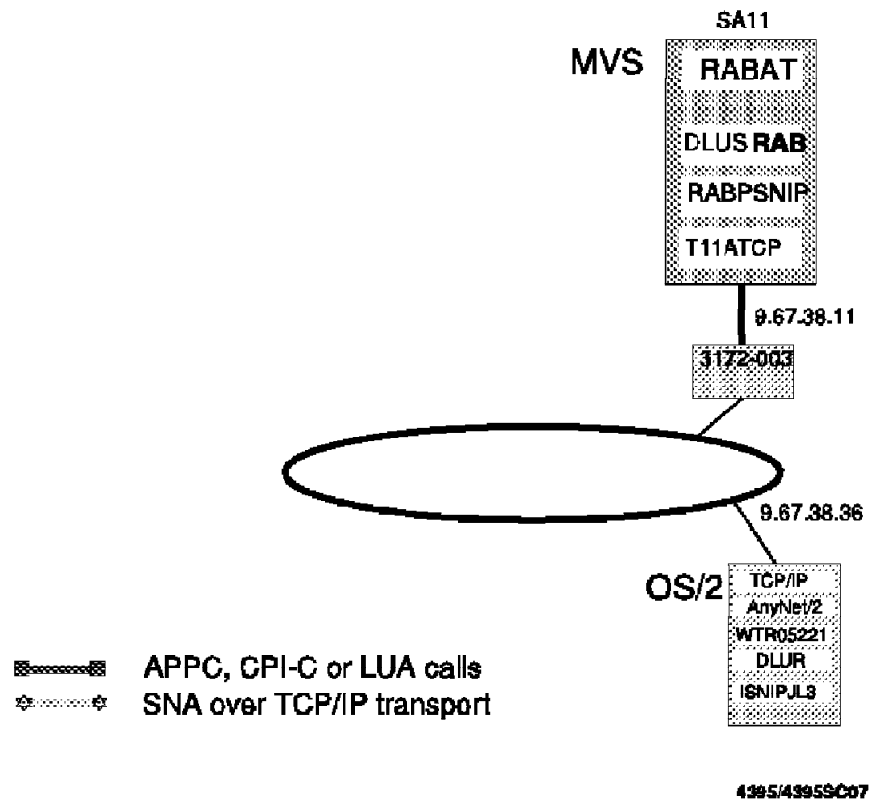 SA11
MVS
RABAT
DLUS RAB
RABPSNIP
T11ATCP
9.67.38.11
3172-003
9.67.38.36
OS/2
TCP/IP
AnyNet/2
WTR05221
DLUR
ISNIPJL3
APPC, CPI-C or LUA calls
SNA over TCP/IP transport
4395/4395SC07